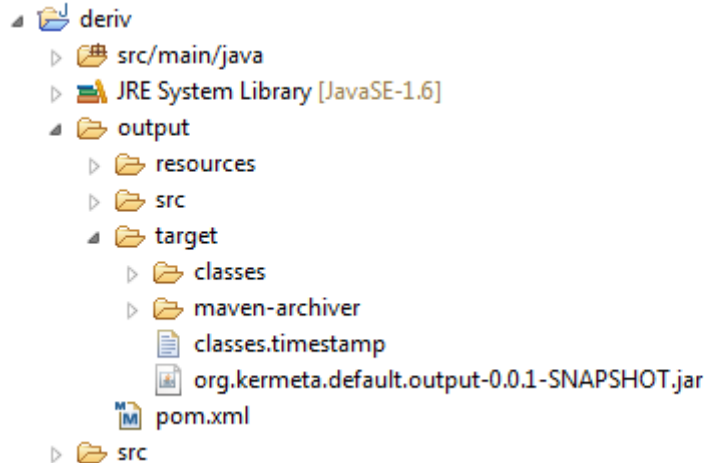 deriv
src/main/java
JRE System Library [JavaSE-1.6]
output
resources
src
target
classes
maven-archiver
classes.timestamp
org.kermeta.default.output-0.0.1-SNAPSHOT.jar
pom.xml
src